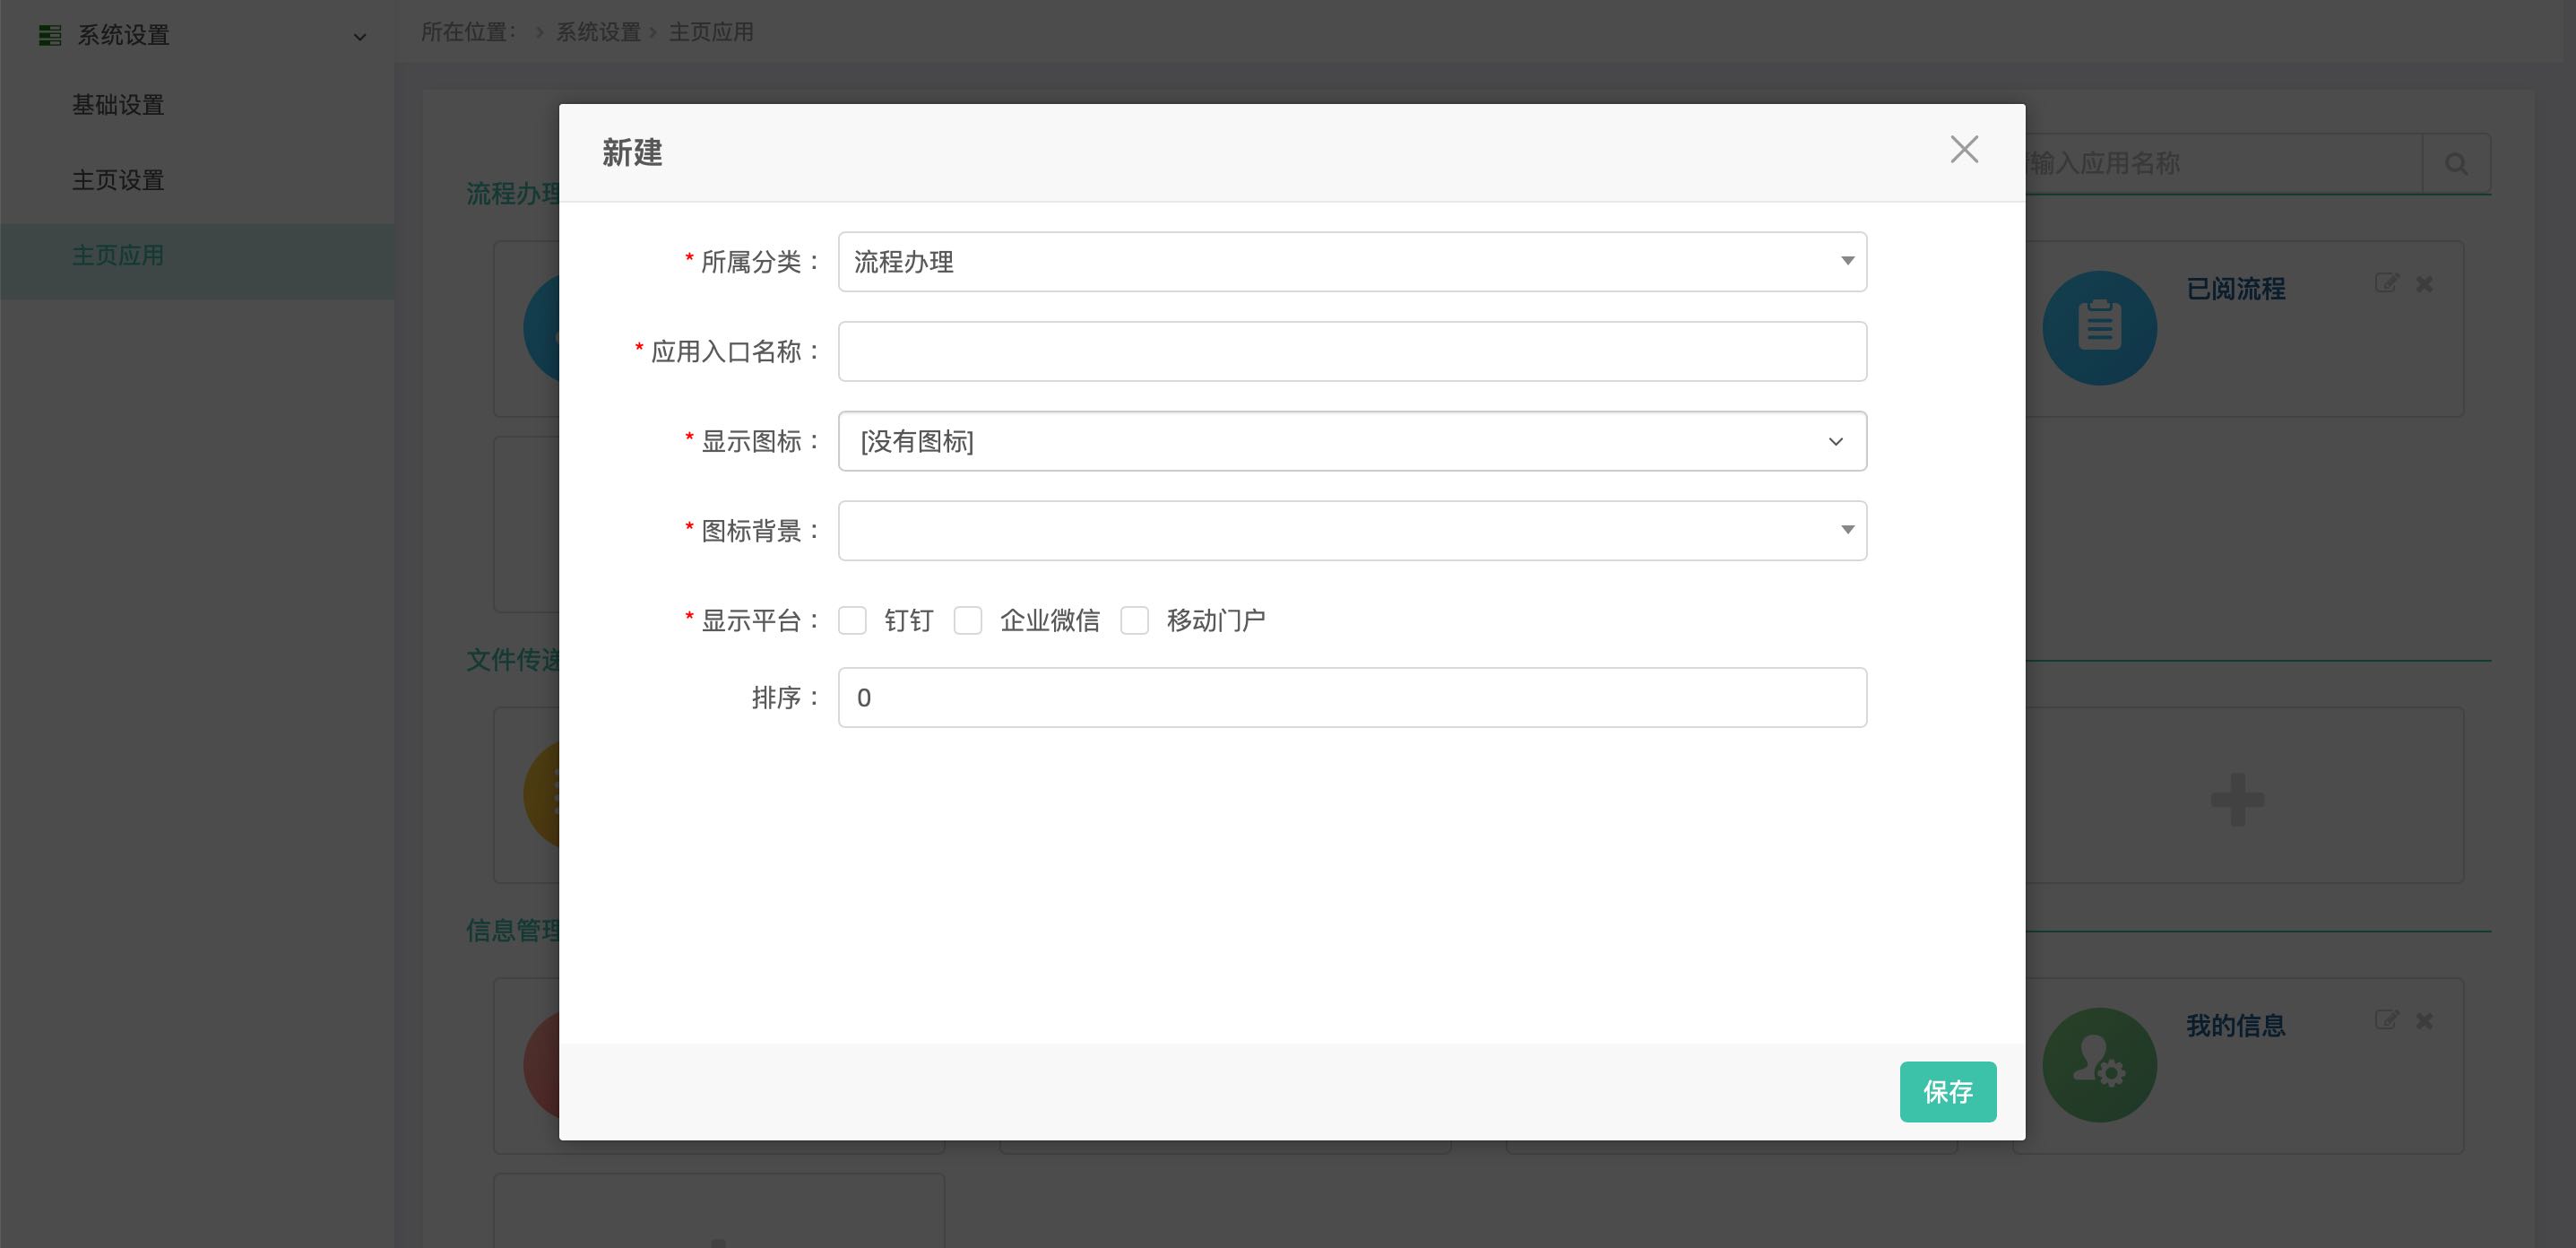 系统设置
基础设置
主页设置
主页应用
所在位置： › 系统设置 › 主页应用
输入应用名称
流程办理
已阅流程
文件传递
信息管理
我的信息
新建
* 所属分类： 流程办理
* 应用入口名称：
* 显示图标： [没有图标]
* 图标背景：
* 显示平台： 钉钉 企业微信 移动门户
排序： 0
保存